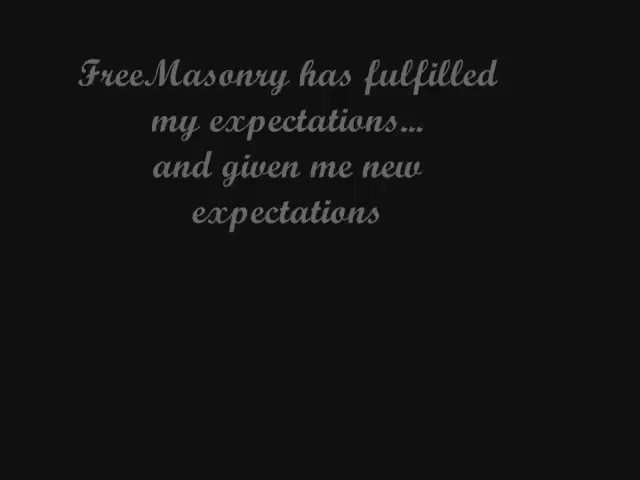 FreeMasonry has fulfilled
my expectations...
and given me new
expectations